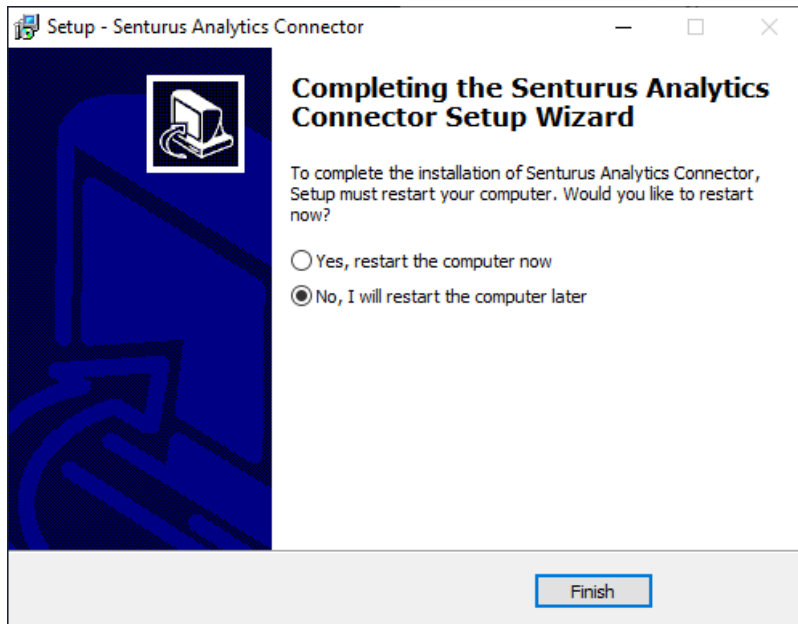 Setup - Senturus Analytics Connector
Completing the Senturus Analytics
Connector Setup Wizard
To complete the installation of Senturus Analytics Connector,
Setup must restart your computer. Would you like to restart
now?
Yes, restart the computer now
No, I will restart the computer later
Finish